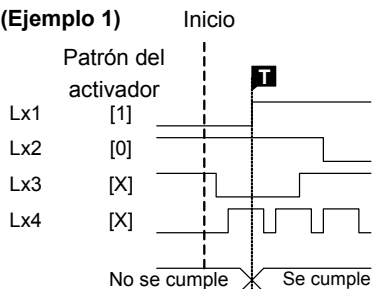 (Ejemplo 1) Inicio
Patrón del
activador
T
Lx1 [1]
Lx2 [0]
Lx3 [X]
Lx4 [X]
No se cumple Se cumple